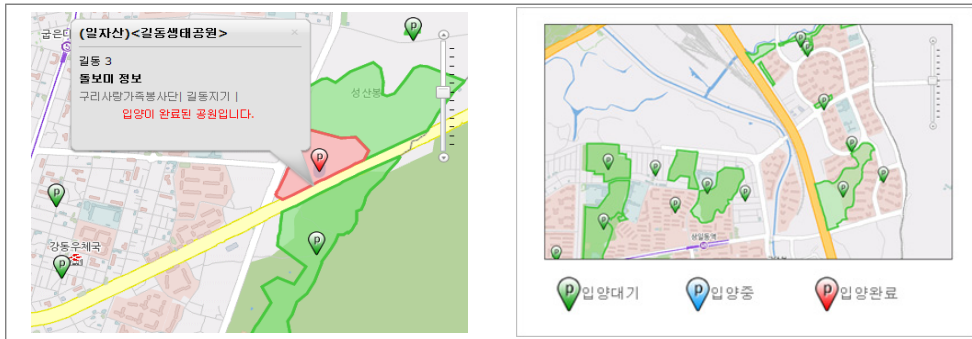 (일자산)<길동생태공원>
길동 3
돌보미 정보
구리사랑가족봉사단| 길동지기 |
입양이 완료된 공원입니다.
성산봉
강동우체국
P
P
P
P
P
입양대기
P
입양중
P
입양완료